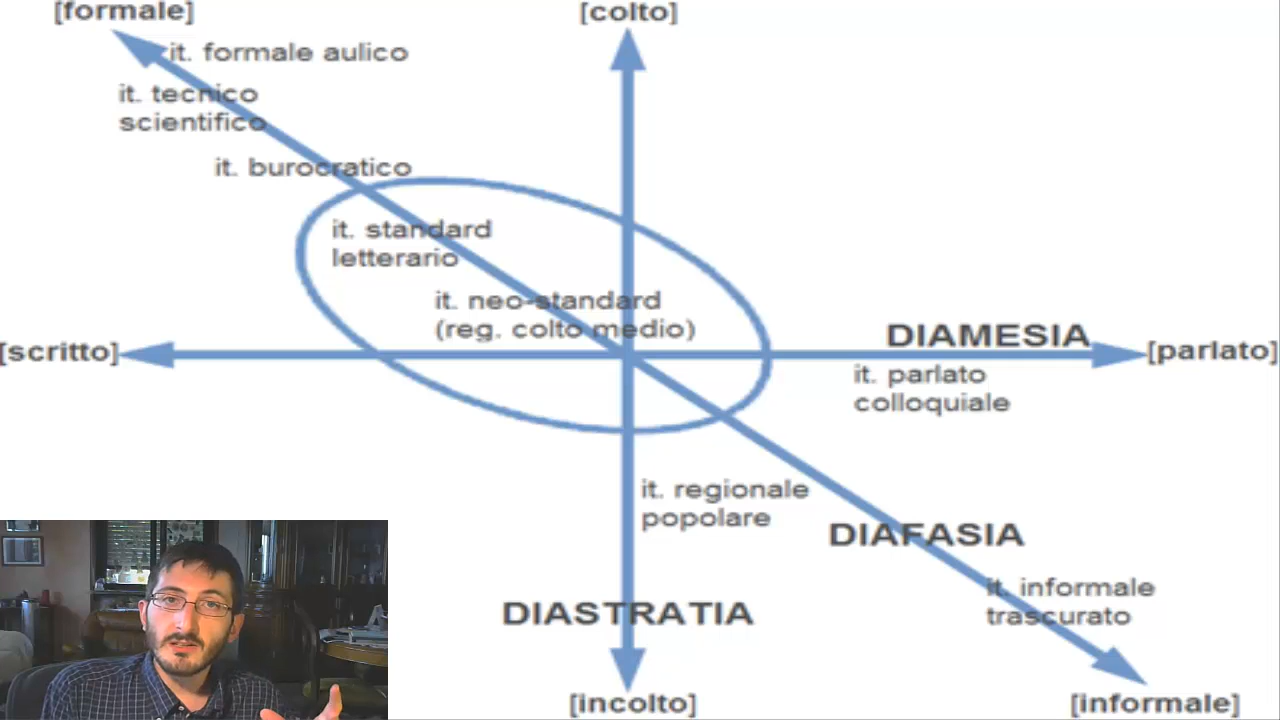 [formale]
[colto]
it. formale aulico
it. tecnico
scientifico
it. burocratico
it. standard
letterario
it. neo-standard
(reg. colto medio)
DIAMESIA
[scritto]
[parlato]
it. parlato
colloquiale
it. regionale
popolare
DIAFASIA
it. informale
trascurato
DIASTRATIA
[incolto]
[informale]